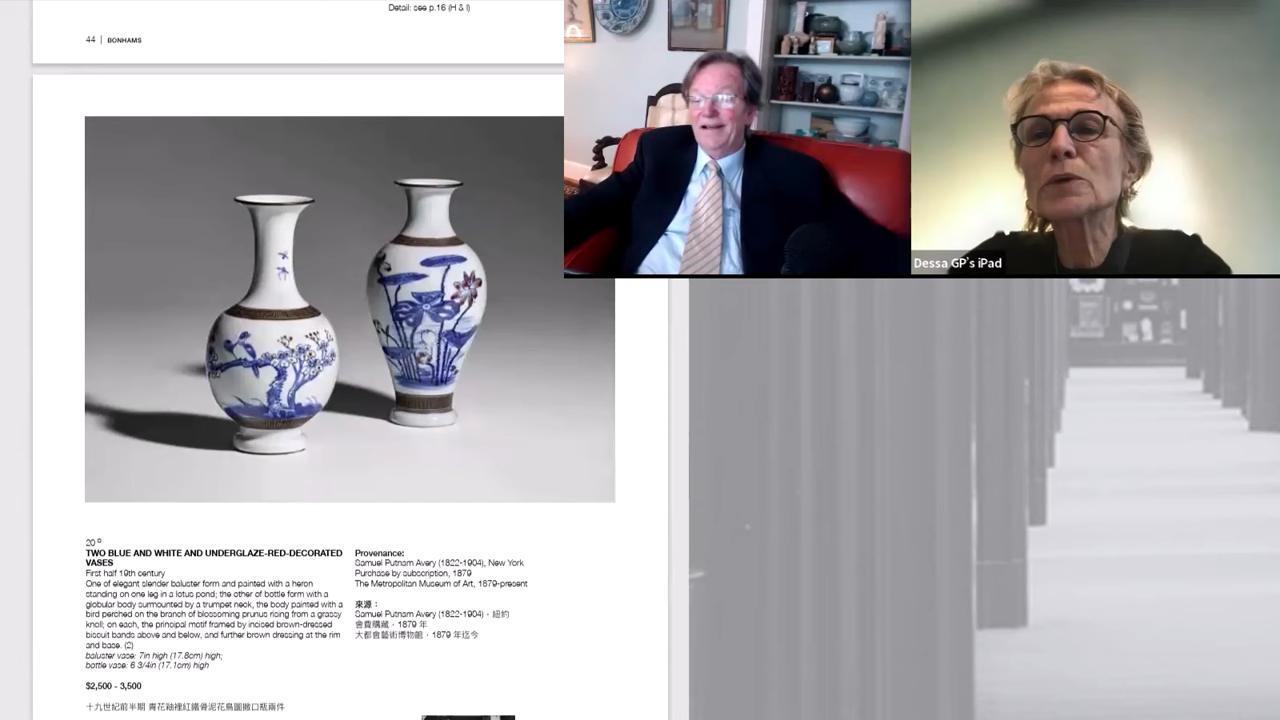 Detail: see p.16 (H & I)
44 | BONHAMS
Dessa GP's iPad
20 ¤
TWO BLUE AND WHITE AND UNDERGLAZE-RED-DECORATED
VASES
First half 19th century
One of elegant slender baluster form and painted with a heron
standing on one leg in a lotus pond; the other of bottle form with a
globular body surmounted by a trumpet neck, the body painted with a
bird perched on the branch of blossoming prunus rising from a grassy
knoll; on each, the principal motif framed by incised brown-dressed
biscuit bands above and below, and further brown dressing at the rim
and base. (2)
baluster vase: 7in high (17.8cm) high;
bottle vase: 6 3/4in (17.1cm) high
$2,500 - 3,500
十九世紀前半期 青花釉裡紅鐵骨泥花鳥圖撇口瓶兩件
Provenance:
Samuel Putnam Avery (1822-1904), New York
Purchase by subscription, 1879
The Metropolitan Museum of Art, 1879-present
來源：
Samuel Putnam Avery (1822-1904)，紐約
會費購藏，1879 年
大都會藝術博物館，1879 年迄今